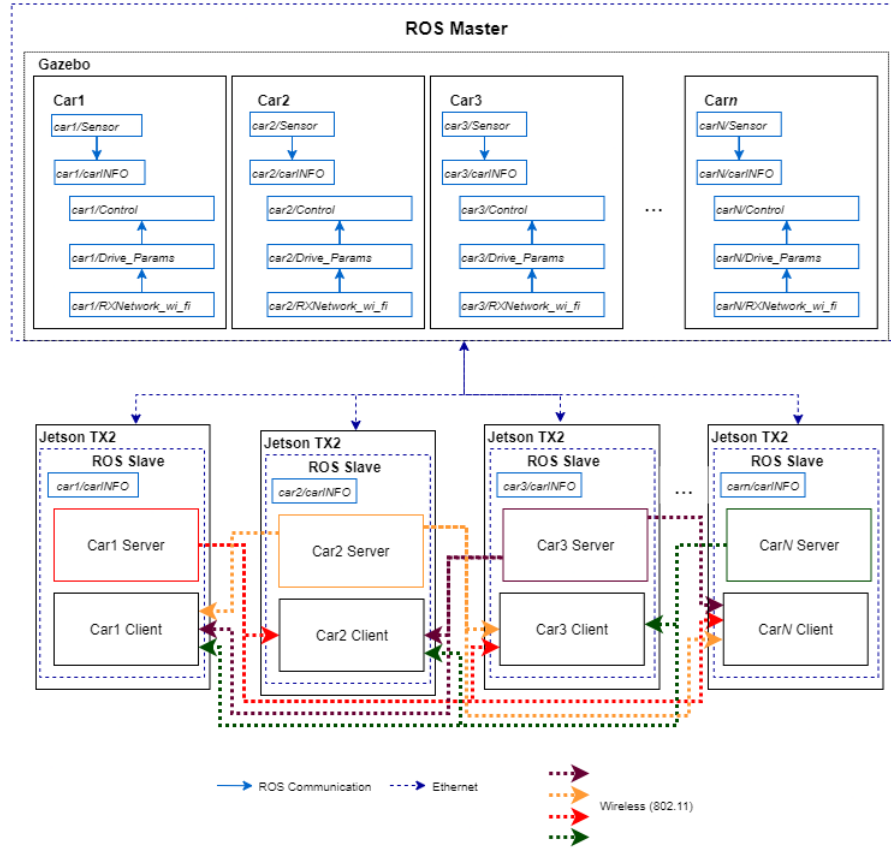 ROS Master
Gazebo
Car1
car1/Sensor
car1/carINFO
car1/Control
car1/Drive_Params
car1/RXNetwork_wi_fi
Car2
car2/Sensor
car2/carINFO
car2/Control
car2/Drive_Params
car2/RXNetwork_wi_fi
Car3
car3/Sensor
car3/carINFO
car3/Control
car3/Drive_Params
car3/RXNetwork_wi_fi
...
Carn
carN/Sensor
carN/carINFO
carN/Control
carN/Drive_Params
carN/RXNetwork_wi_fi
Jetson TX2
ROS Slave
car1/carINFO
Car1 Server
Car1 Client
Jetson TX2
ROS Slave
car2/carINFO
Car2 Server
Car2 Client
Jetson TX2
ROS Slave
car3/carINFO
Car3 Server
Car3 Client
...
Jetson TX2
ROS Slave
carn/carINFO
CarN Server
CarN Client
ROS Communication
Ethernet
Wireless (802.11)